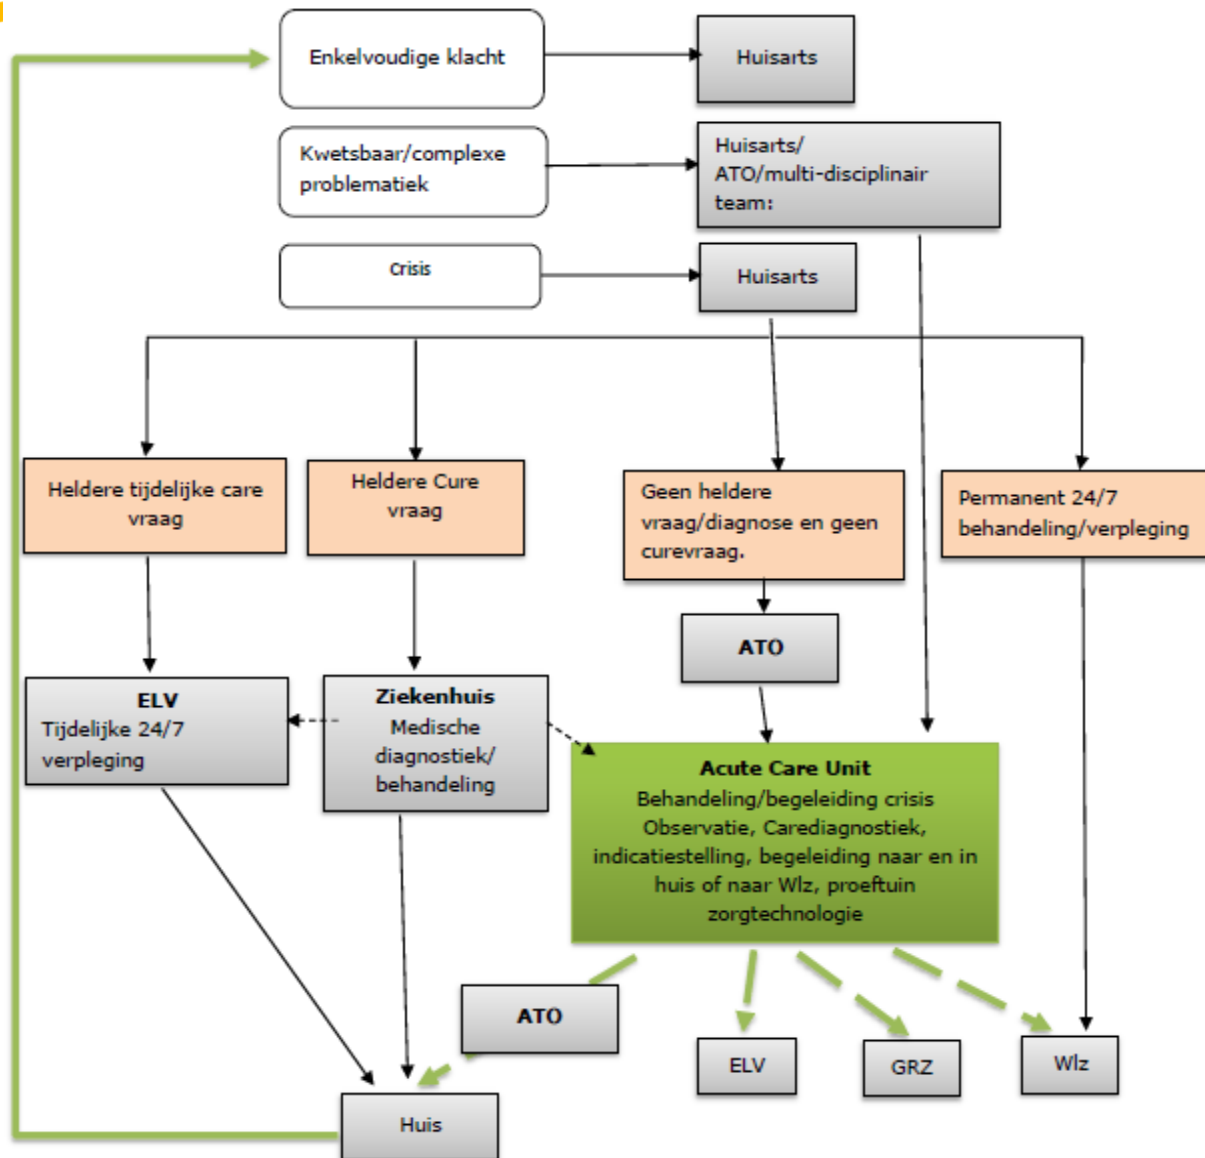 Enkelvoudige klacht
Huisarts
Kwetsbaar/complexe
problematiek
Huisarts/
ATO/multi-disciplinair
team:
Crisis
Huisarts
Heldere tijdelijke care
vraag
Heldere Cure
vraag
Geen heldere
vraag/diagnose en geen
curevraag.
Permanent 24/7
behandeling/verpleging
ATO
ELV
Tijdelijke 24/7
verpleging
Ziekenhuis
Medische
diagnostiek/
behandeling
Acute Care Unit
Behandeling/begeleiding crisis
Observatie, Carediagnostiek,
indicatiestelling, begeleiding naar en in
huis of naar Wlz, proeftuin
zorgtechnologie
ATO
ELV
GRZ
Wlz
Huis